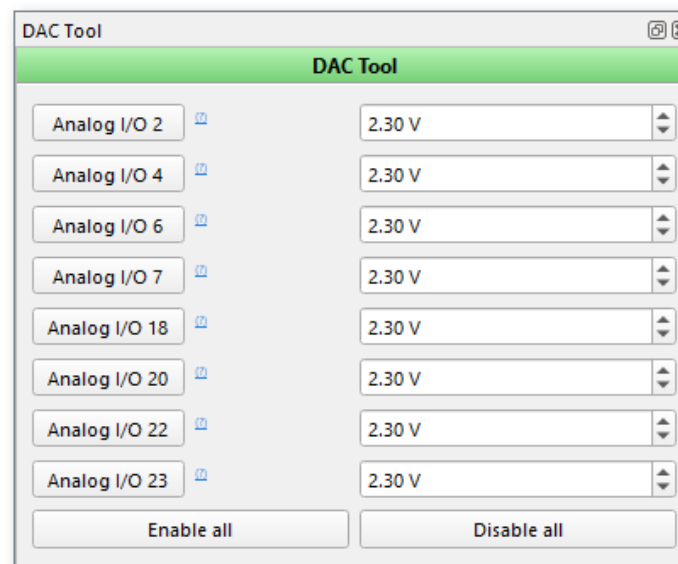 DAC Tool
DAC Tool
Analog I/O 2 (?) 2.30 V
Analog I/O 4 (?) 2.30 V
Analog I/O 6 (?) 2.30 V
Analog I/O 7 (?) 2.30 V
Analog I/O 18 (?) 2.30 V
Analog I/O 20 (?) 2.30 V
Analog I/O 22 (?) 2.30 V
Analog I/O 23 (?) 2.30 V
Enable all Disable all